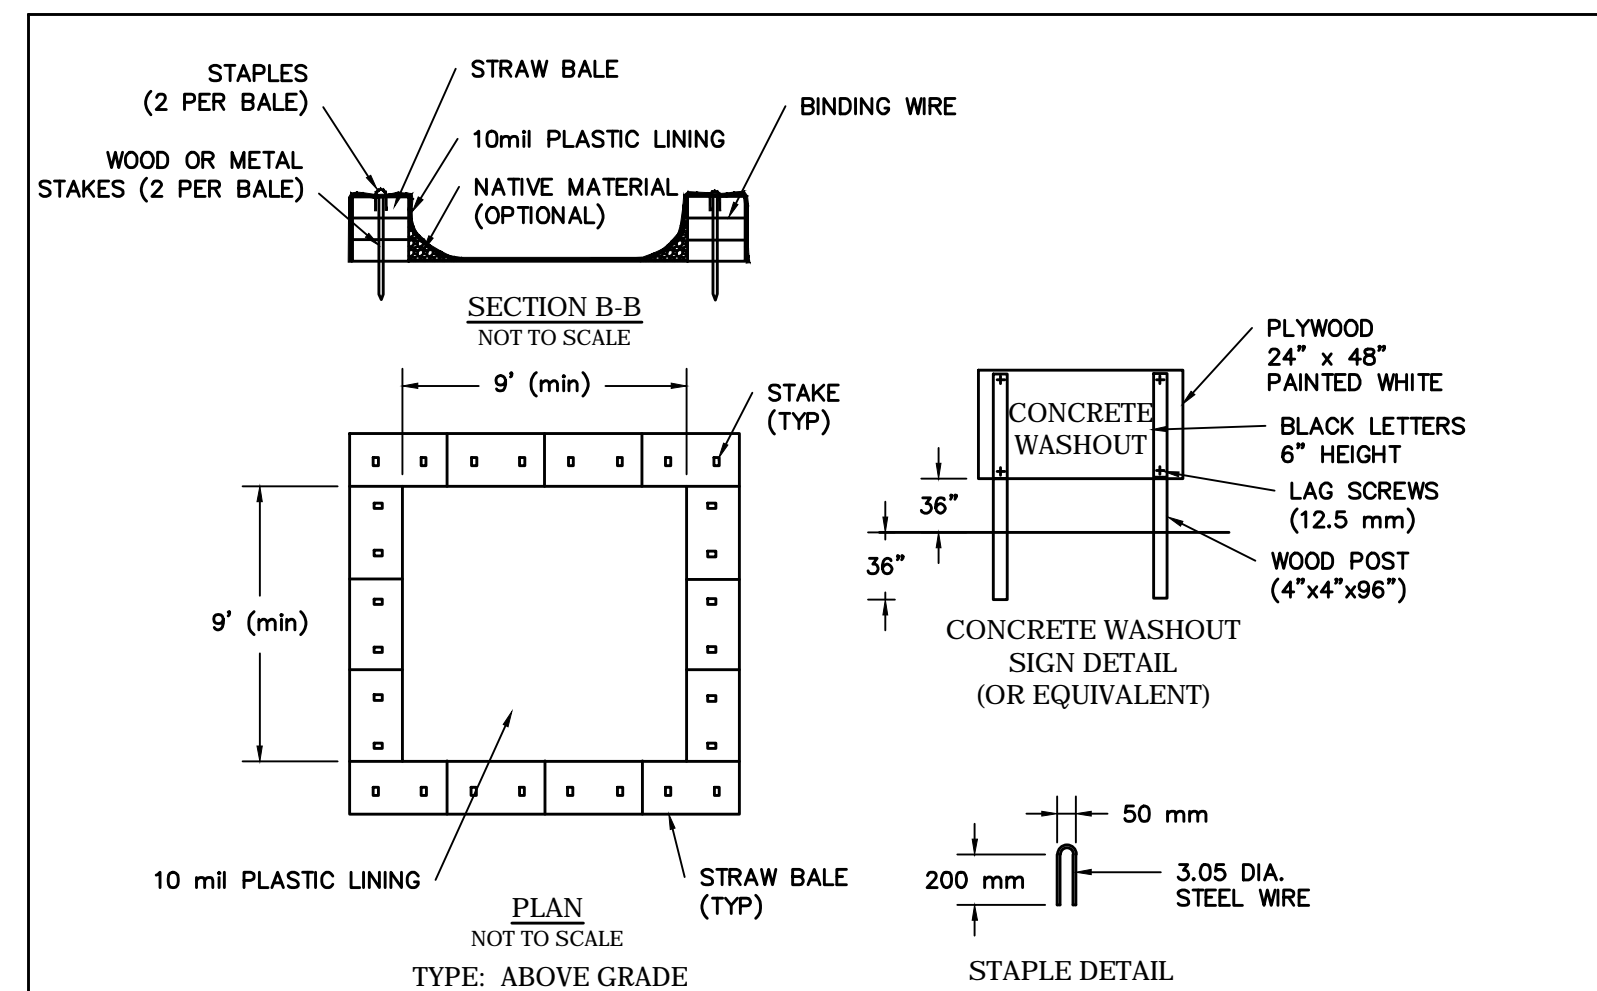 STAPLES
(2 PER BALE)
STRAW BALE
BINDING WIRE
10mil PLASTIC LINING
WOOD OR METAL
STAKES (2 PER BALE)
NATIVE MATERIAL
(OPTIONAL)
SECTION B-B
NOT TO SCALE
9' (min)
STAKE
(TYP)
9' (min)
10 mil PLASTIC LINING
STRAW BALE
(TYP)
PLAN
NOT TO SCALE
TYPE: ABOVE GRADE
PLYWOOD
24” x 48”
PAINTED WHITE
CONCRETE
WASHOUT
BLACK LETTERS
6” HEIGHT
LAG SCREWS
(12.5 mm)
36”
36”
WOOD POST
(4”x4”x96”)
CONCRETE WASHOUT
SIGN DETAIL
(OR EQUIVALENT)
50 mm
200 mm
3.05 DIA.
STEEL WIRE
STAPLE DETAIL